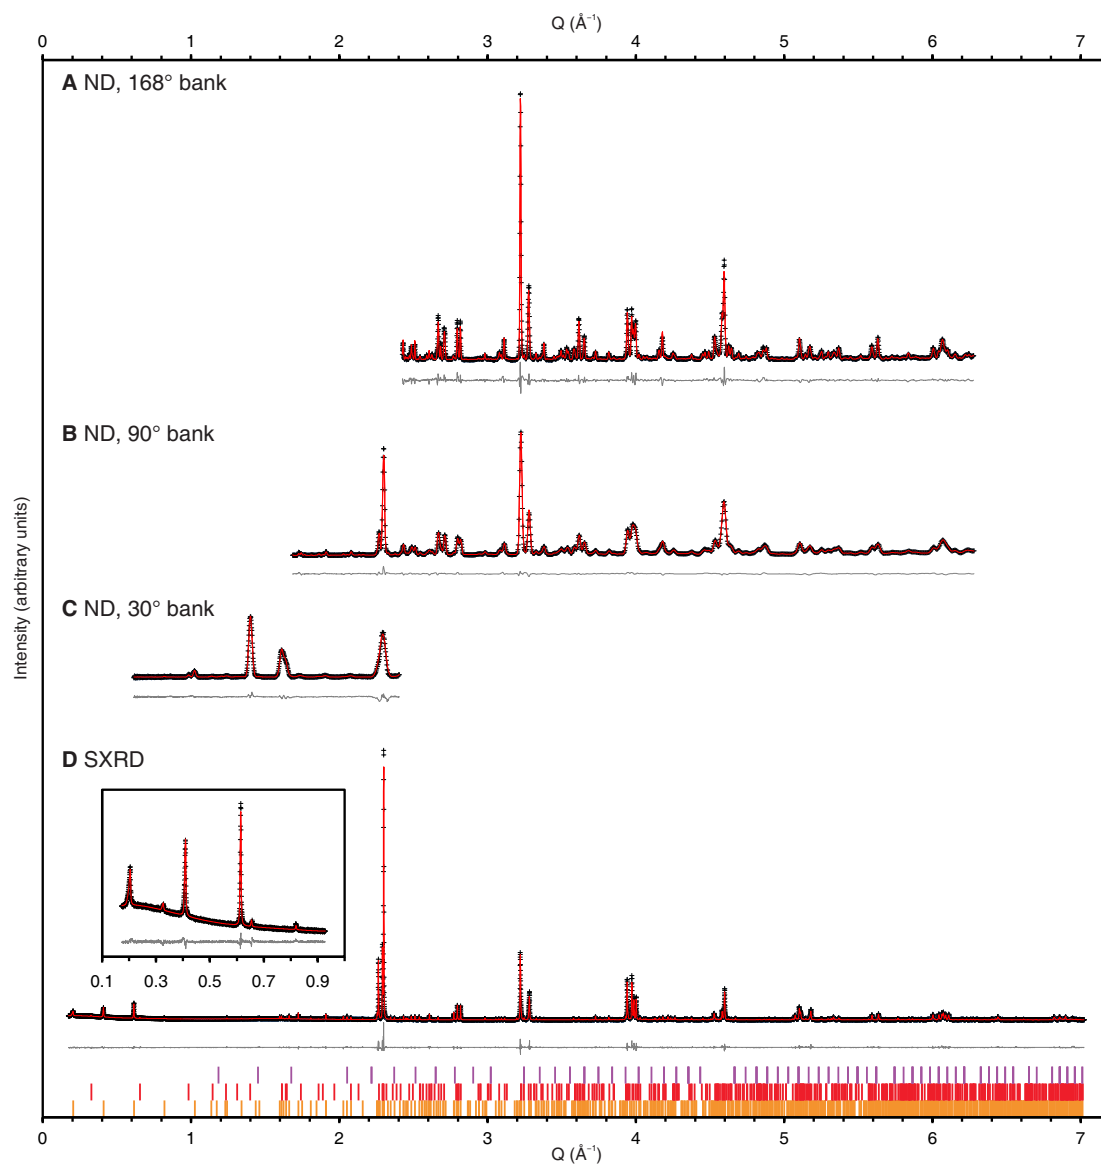 Q (Å⁻¹)
0 1 2 3 4 5 6 7
A ND, 168° bank
B ND, 90° bank
C ND, 30° bank
Intensity (arbitrary units)
D SXRD
0.1 0.3 0.5 0.7 0.9
0 1 2 3 4 5 6 7
Q (Å⁻¹)